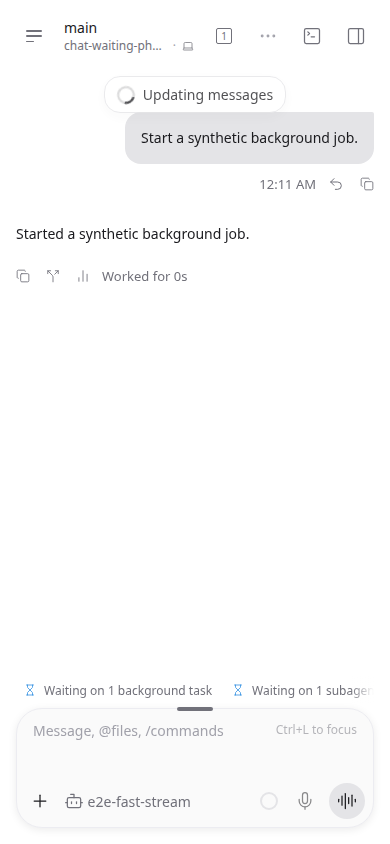 main
chat-waiting-ph... ·
1
Updating messages
Start a synthetic background job.
12:11 AM
Started a synthetic background job.
Worked for 0s
Waiting on 1 background task
Waiting on 1 subagen
Message, @files, /commands
Ctrl+L to focus
e2e-fast-stream